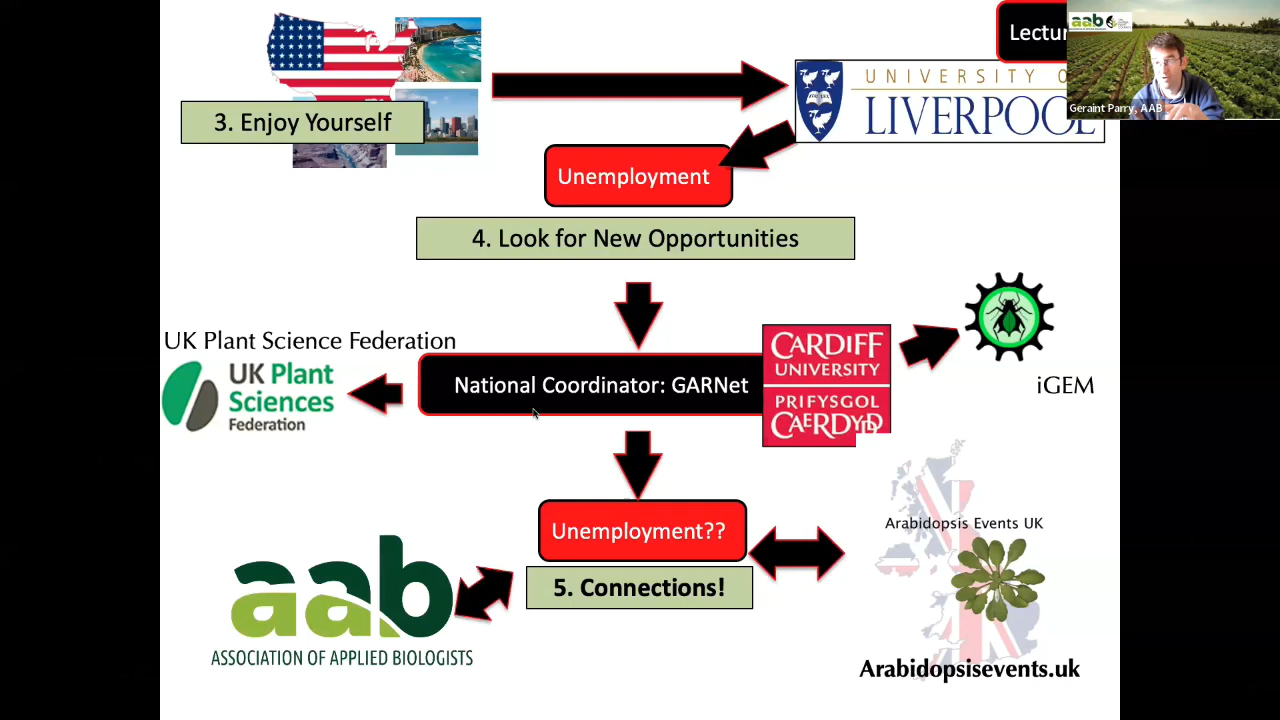 Lectur
aab
Geraint Parry, AAB
3. Enjoy Yourself
UNIVERSITY O
LIVERPOOL
Unemployment
4. Look for New Opportunities
UK Plant Science Federation
UK Plant
Sciences
Federation
National Coordinator: GARNet
CARDIFF
UNIVERSITY
PRIFYSGOL
CAERDYDD
iGEM
Unemployment??
5. Connections!
Arabidopsis Events UK
aab
ASSOCIATION OF APPLIED BIOLOGISTS
Arabidopsisevents.uk